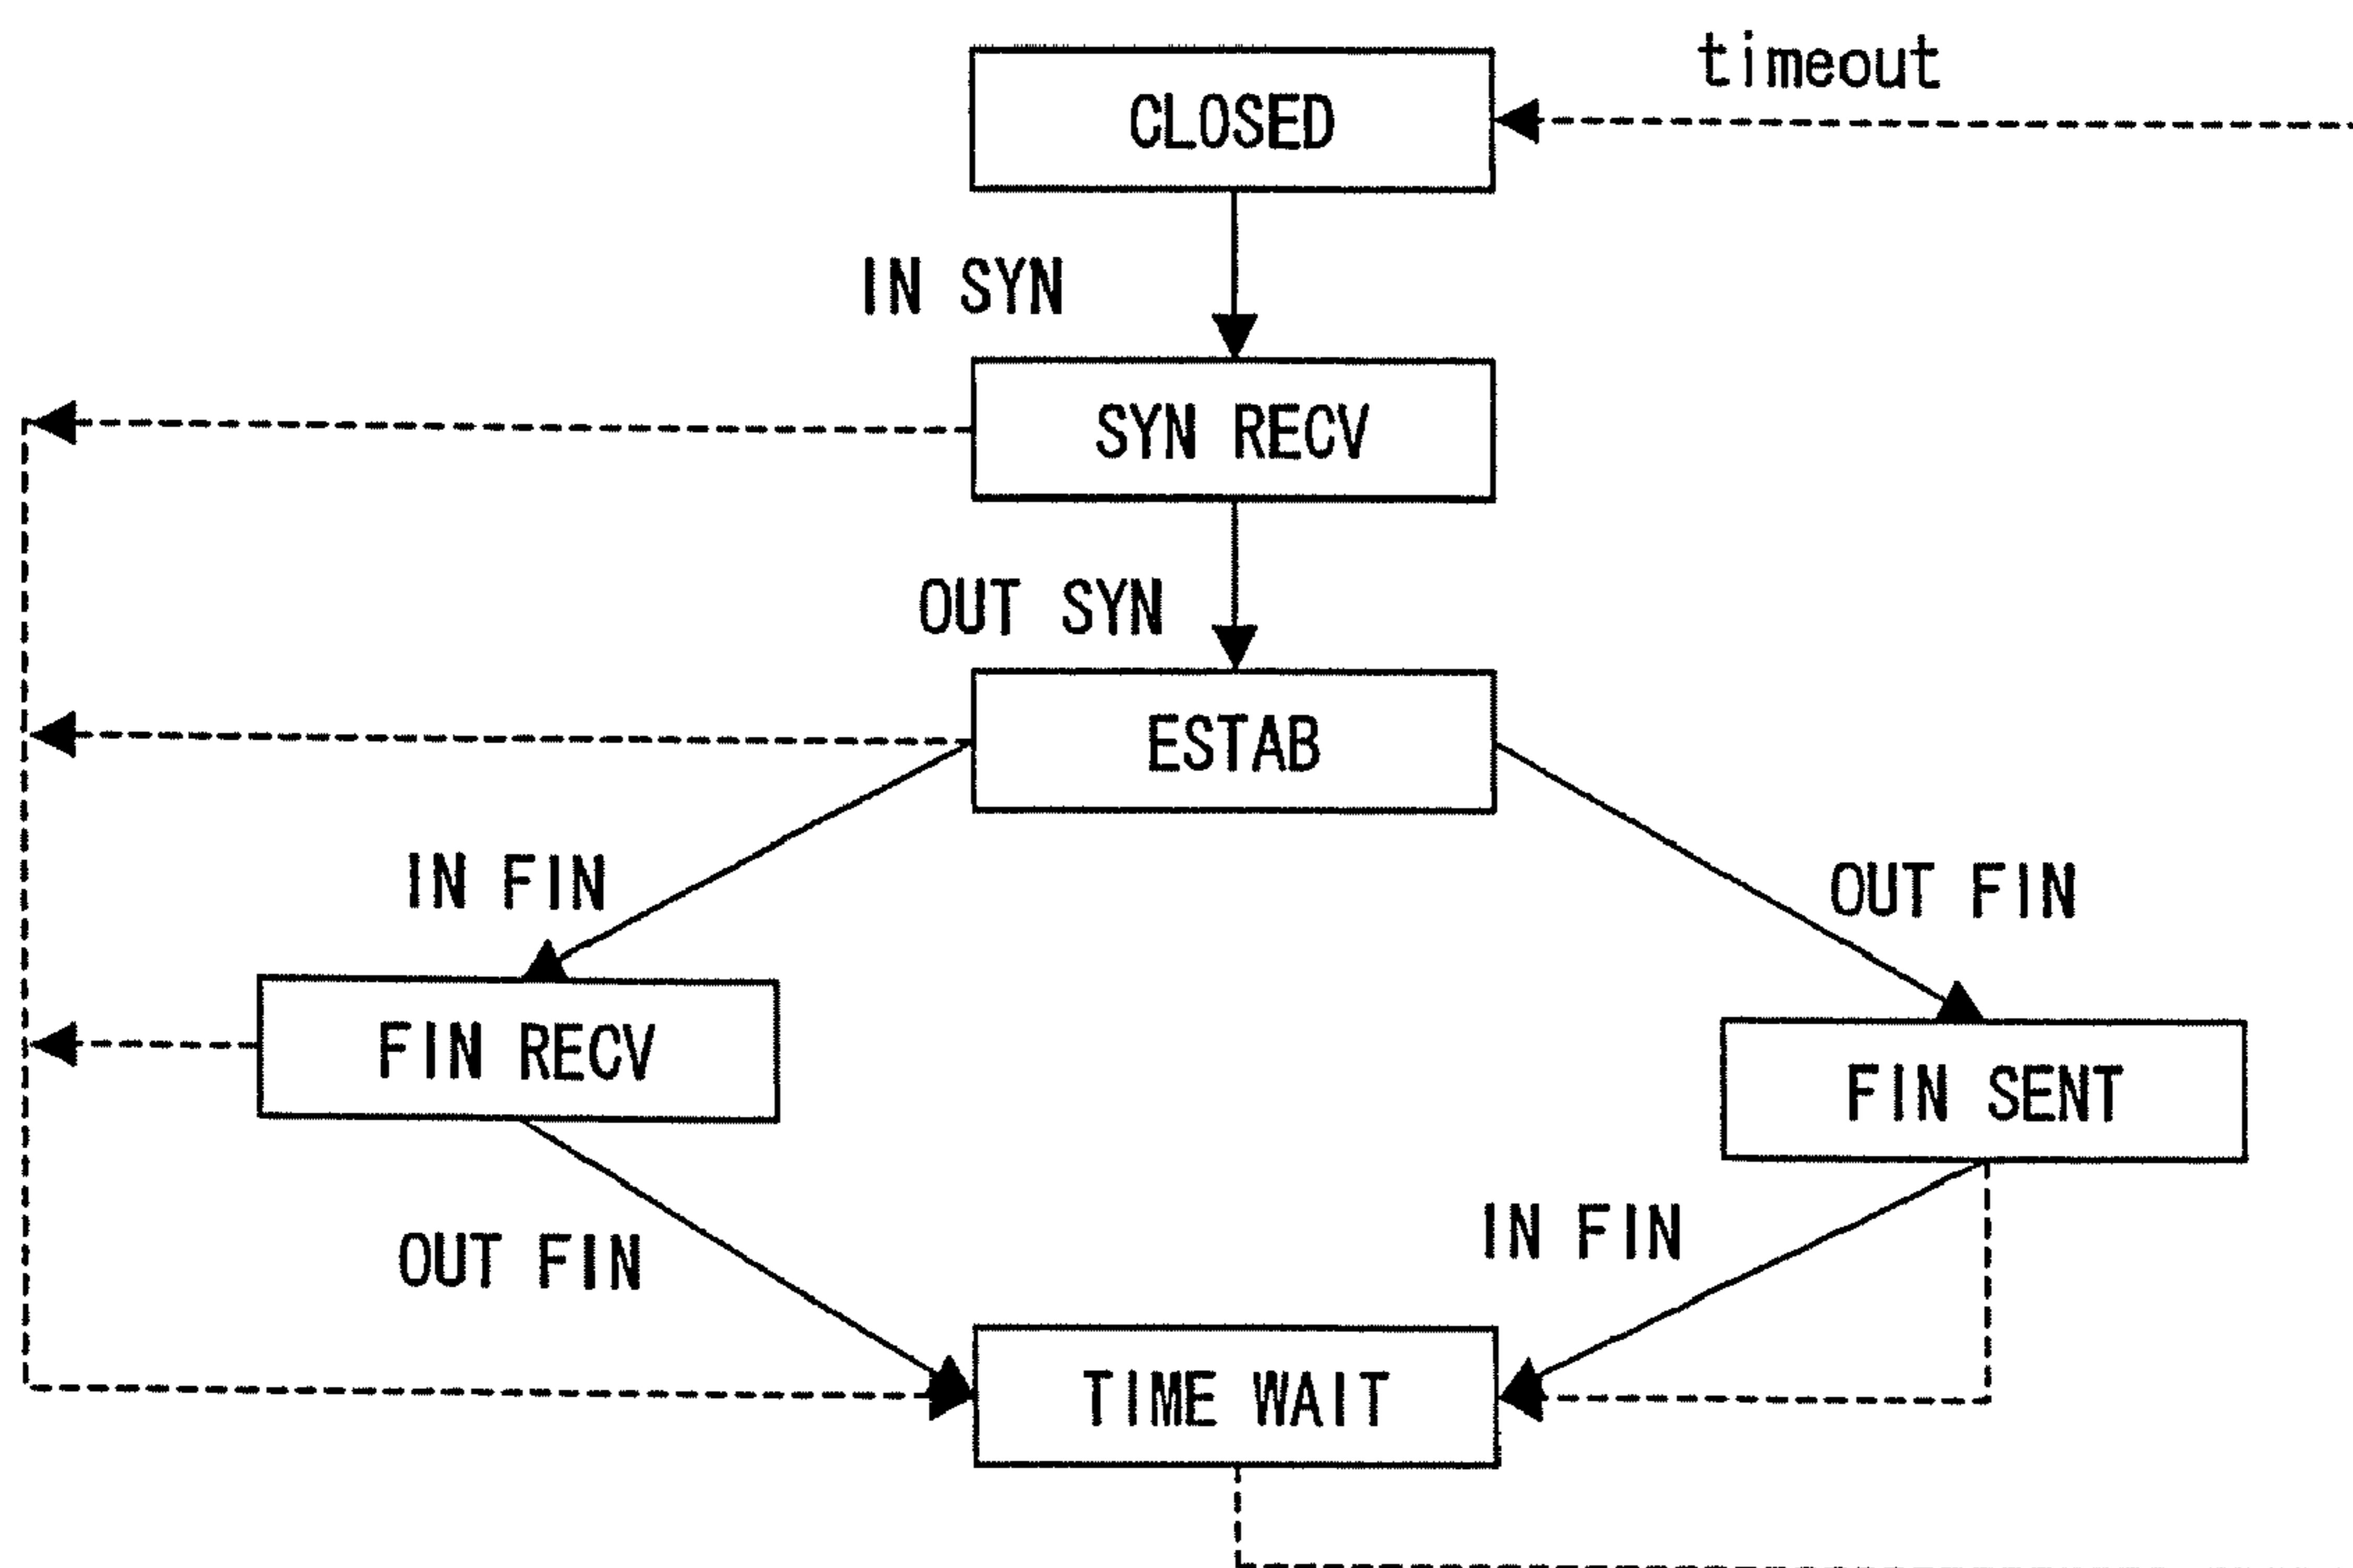 timeout
CLOSED
IN SYN
SYN RECV
OUT SYN
ESTAB
IN FIN
OUT FIN
FIN RECV
FIN SENT
IN FIN
OUT FIN
TIME WAIT